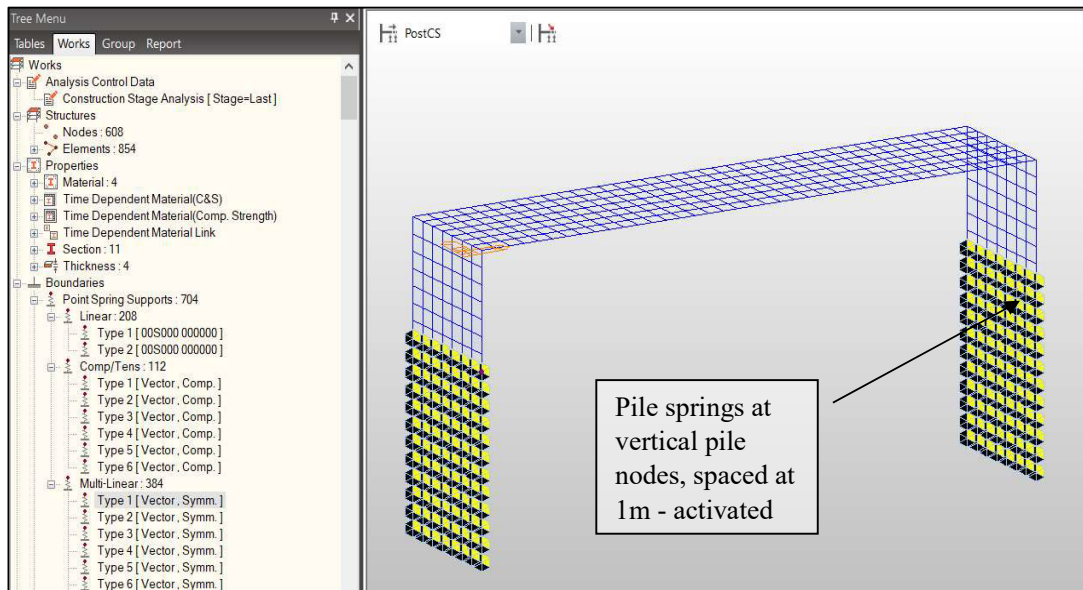 Tree Menu
Tables Works Group Report
Works
Analysis Control Data
Construction Stage Analysis [ Stage=Last ]
Structures
Nodes : 608
Elements : 854
Properties
Material : 4
Time Dependent Material(C&S)
Time Dependent Material(Comp. Strength)
Time Dependent Material Link
Section : 11
Thickness : 4
Boundaries
Point Spring Supports : 704
Linear : 208
Type 1 [ 00S000 000000 ]
Type 2 [ 00S000 000000 ]
Comp/Tens : 112
Type 1 [ Vector , Comp. ]
Type 2 [ Vector , Comp. ]
Type 3 [ Vector , Comp. ]
Type 4 [ Vector , Comp. ]
Type 5 [ Vector , Comp. ]
Type 6 [ Vector , Comp. ]
Multi-Linear : 384
Type 1 [ Vector , Symm. ]
Type 2 [ Vector , Symm. ]
Type 3 [ Vector , Symm. ]
Type 4 [ Vector , Symm. ]
Type 5 [ Vector , Symm. ]
Type 6 [ Vector , Symm. ]
PostCS
Pile springs at
vertical pile
nodes, spaced at
1m - activated